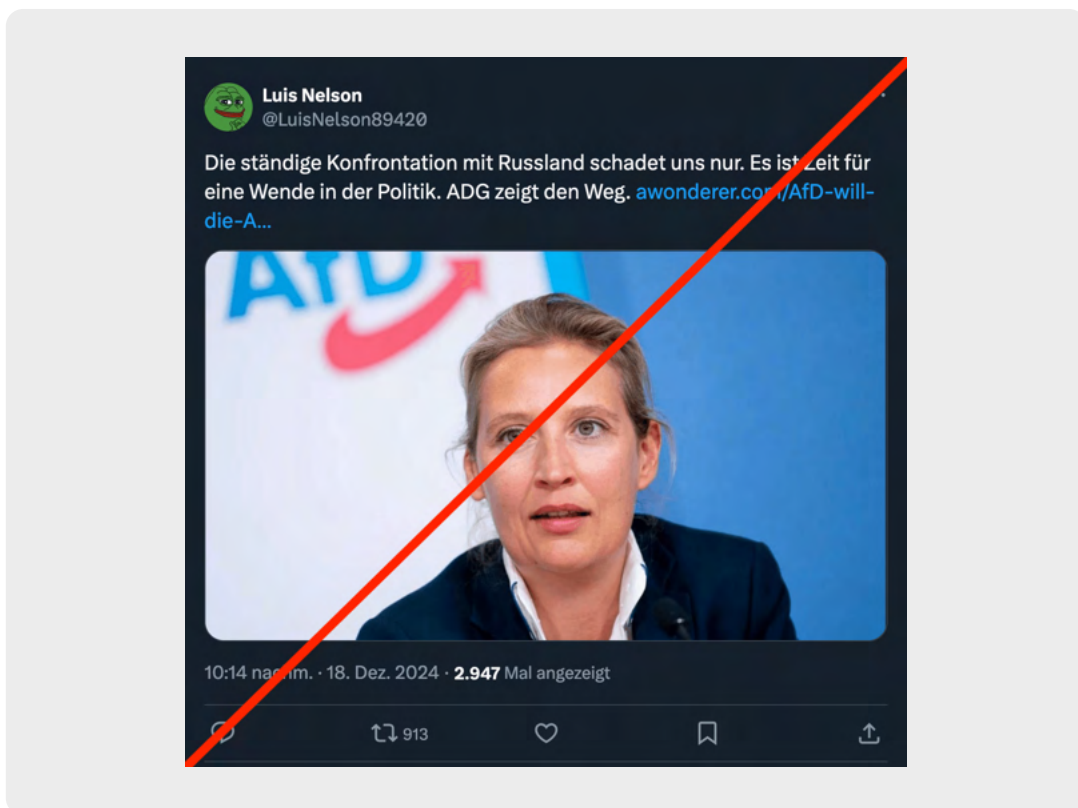 Luis Nelson
@LuisNelson89420
Die ständige Konfrontation mit Russland schadet uns nur. Es ist Zeit für
eine Wende in der Politik. ADG zeigt den Weg. awonderer.com/AfD-will-
die-A...
AfD
10:14 nachm. · 18. Dez. 2024 · 2.947 Mal angezeigt
913